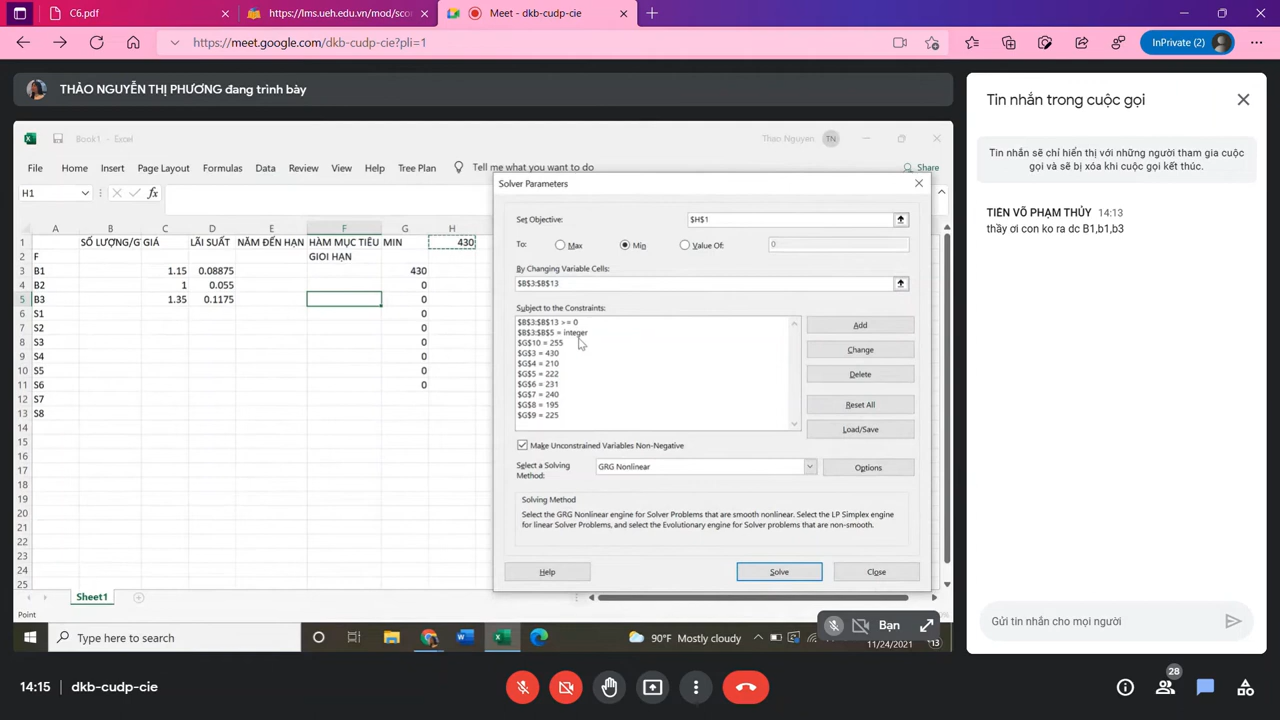 C6.pdf
https://lms.ueh.edu.vn/mod/sco
Meet - dkb-cudp-cie
https://meet.google.com/dkb-cudp-cie?pli=1
InPrivate (2)
THẢO NGUYỄN THỊ PHƯƠNG đang trình bày
Book1 - Excel
Thao Nguyen
TN
File Home Insert Page Layout Formulas Data Review View Help Tree Plan Tell me what you want to do Share
H1
fx
A B C D E F G H
1 SỐ LƯỢNG/G GIÁ LÃI SUẤT NĂM ĐẾN HẠN HÀM MỤC TIÊU MIN 430
2 F GIOI HẠN
3 B1 1.15 0.08875 430
4 B2 1 0.055 0
5 B3 1.35 0.1175 0
6 S1 0
7 S2 0
8 S3 0
9 S4 0
10 S5 0
11 S6 0
12 S7
13 S8
14
15
16
17
18
19
20
21
22
23
24
25
Solver Parameters
Set Objective: $H$1
To: Max Min Value Of: 0
By Changing Variable Cells:
$B$3:$B$13
Subject to the Constraints:
$B$3:$B$13 >= 0
$B$3:$B$5 = integer
$G$10 = 255
$G$3 = 430
$G$4 = 210
$G$5 = 222
$G$6 = 231
$G$7 = 240
$G$8 = 195
$G$9 = 225
Add
Change
Delete
Reset All
Load/Save
Make Unconstrained Variables Non-Negative
Select a Solving
Method:
GRG Nonlinear
Options
Solving Method
Select the GRG Nonlinear engine for Solver Problems that are smooth nonlinear. Select the LP Simplex engine
for linear Solver Problems, and select the Evolutionary engine for Solver problems that are non-smooth.
Help
Solve
Close
Sheet1
Point
Type here to search
90°F Mostly cloudy
11/24/2021
Bạn
Tin nhắn trong cuộc gọi
Tin nhắn sẽ chỉ hiển thị với những người tham gia cuộc
gọi và sẽ bị xóa khi cuộc gọi kết thúc.
TIÊN VÕ PHẠM THỦY 14:13
thầy ơi con ko ra dc B1,b1,b3
Gửi tin nhắn cho mọi người
14:15 dkb-cudp-cie
28